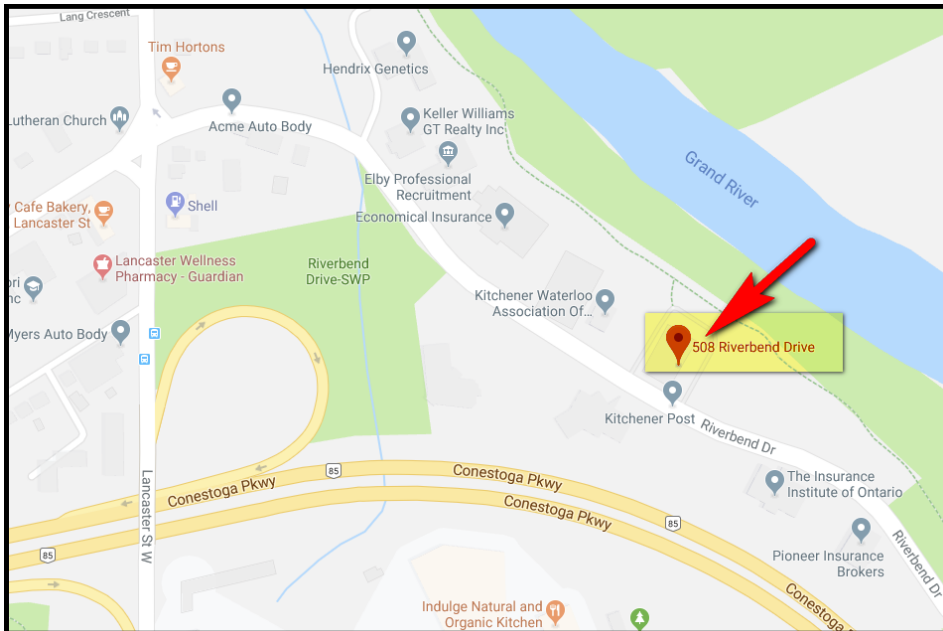 Lang Crescent
Tim Hortons
Hendrix Genetics
Lutheran Church
Acme Auto Body
Keller Williams
GT Realty Inc
Elby Professional
Recruitment
Grand River
Cafe Bakery,
Lancaster St
Shell
Economical Insurance
Lancaster Wellness
Pharmacy - Guardian
Riverbend
Drive-SWP
Kitchener Waterloo
Association Of...
Myers Auto Body
508 Riverbend Drive
Kitchener Post
Riverbend Dr
85
Conestoga Pkwy
Conestoga Pkwy
Lancaster St W
The Insurance
Institute of Ontario
Conestoga Pkwy
85
85
Pioneer Insurance
Brokers
Riverbend Dr
Conestoga
Indulge Natural and
Organic Kitchen